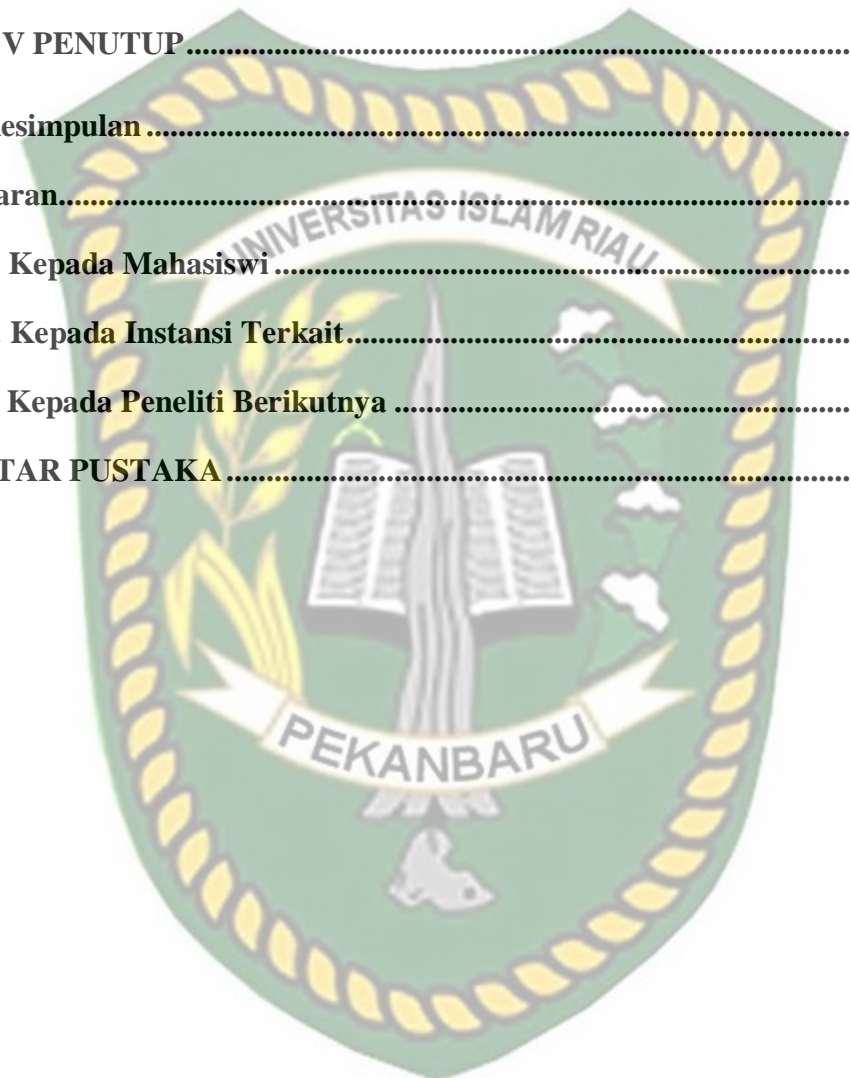 V PENUTUP........................................................................................
esimpulan........................................................................................
aran........................................................................................
Kepada Mahasiswi........................................................................................
Kepada Instansi Terkait........................................................................................
Kepada Peneliti Berikutnya........................................................................................
TAR PUSTAKA........................................................................................
UNIVERSITAS ISLAM RIAU
PEKANBARU